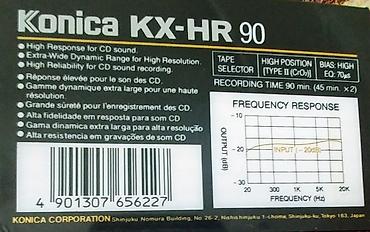 Konica KX-HR 90
• High Response for CD sound.
• Extra-Wide Dynamic Range for High Resolution.
• High Reliability for CD sound recording.
• Réponse élevée pour le son des CD.
• Gamme dynamique extra large pour une haute
résolution.
• Grande sûreté pour l'enregistrement des CD.
• Alta fidelidade em resposta para som CD
• Gama dinamica extra larga para alta resolução
• Alta resistencia em gravações de som CD
TAPE SELECTOR
HIGH POSITION [TYPE II (CrO₂)]
BIAS: HIGH EQ: 70μs
RECORDING TIME 90 min. (45 min. ×2)
FREQUENCY RESPONSE
OUTPUT (dB)
-10
-20
-30
INPUT (-20dB)
20 100 1K 5K 20K
FREQUENCY (Hz)
4 901307 656227
KONICA CORPORATION Shinjuku Nomura Building, No. 26-2, Nishishinjuku 1-chome, Shinjuku-ku, Tokyo 163, Japan